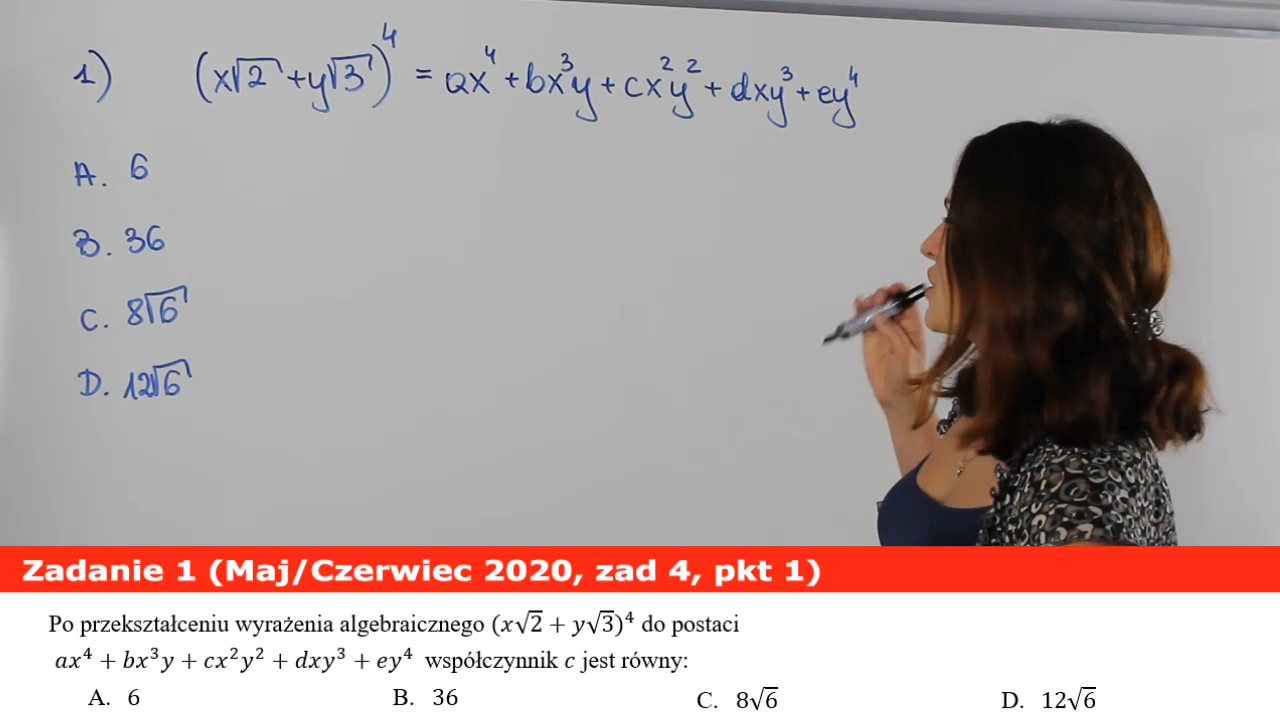 1) (x√2 + y√3)⁴ = ax⁴ + bx³y + cx²y² + dxy³ + ey⁴
A. 6
B. 36
C. 8√6
D. 12√6
Zadanie 1 (Maj/Czerwiec 2020, zad 4, pkt 1)
Po przekształceniu wyrażenia algebraicznego (x√2 + y√3)⁴ do postaci
ax⁴ + bx³y + cx²y² + dxy³ + ey⁴ współczynnik c jest równy:
A. 6 B. 36 C. 8√6 D. 12√6